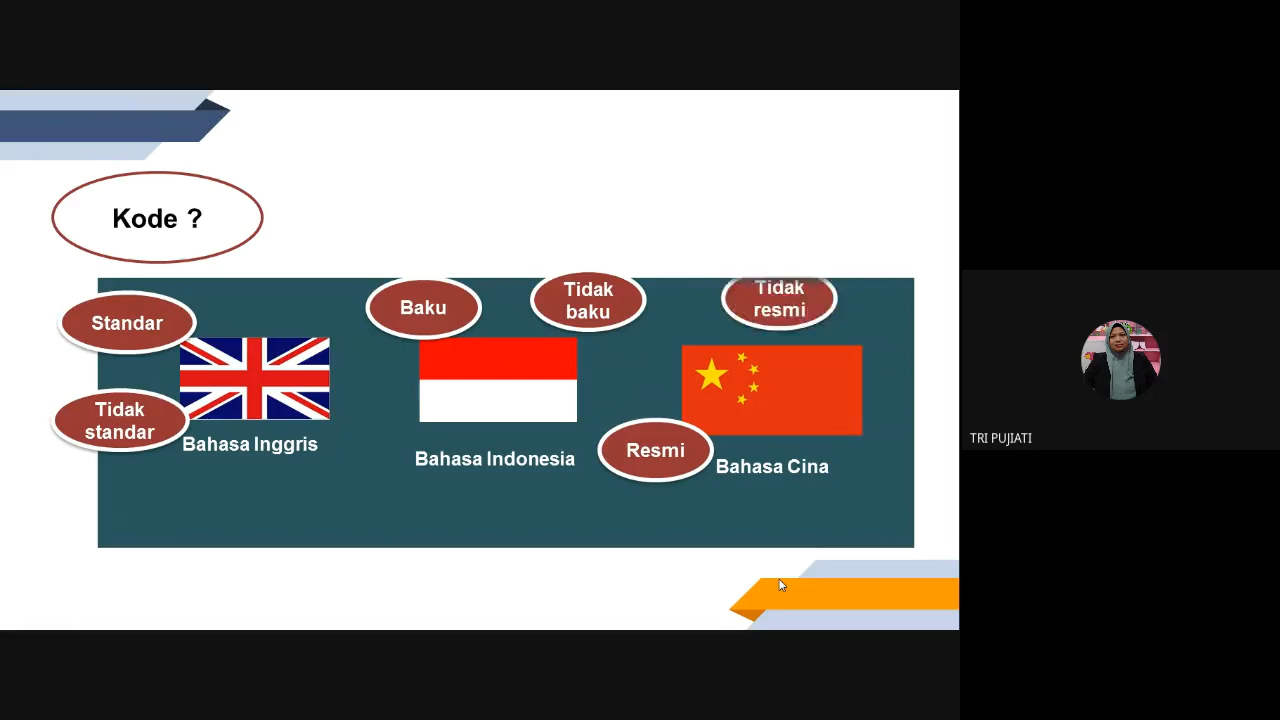 Kode ?
Standar
Tidak
standar
Bahasa Inggris
Baku
Tidak
baku
Bahasa Indonesia
Tidak
resmi
Resmi
Bahasa Cina
TRI PUJIATI